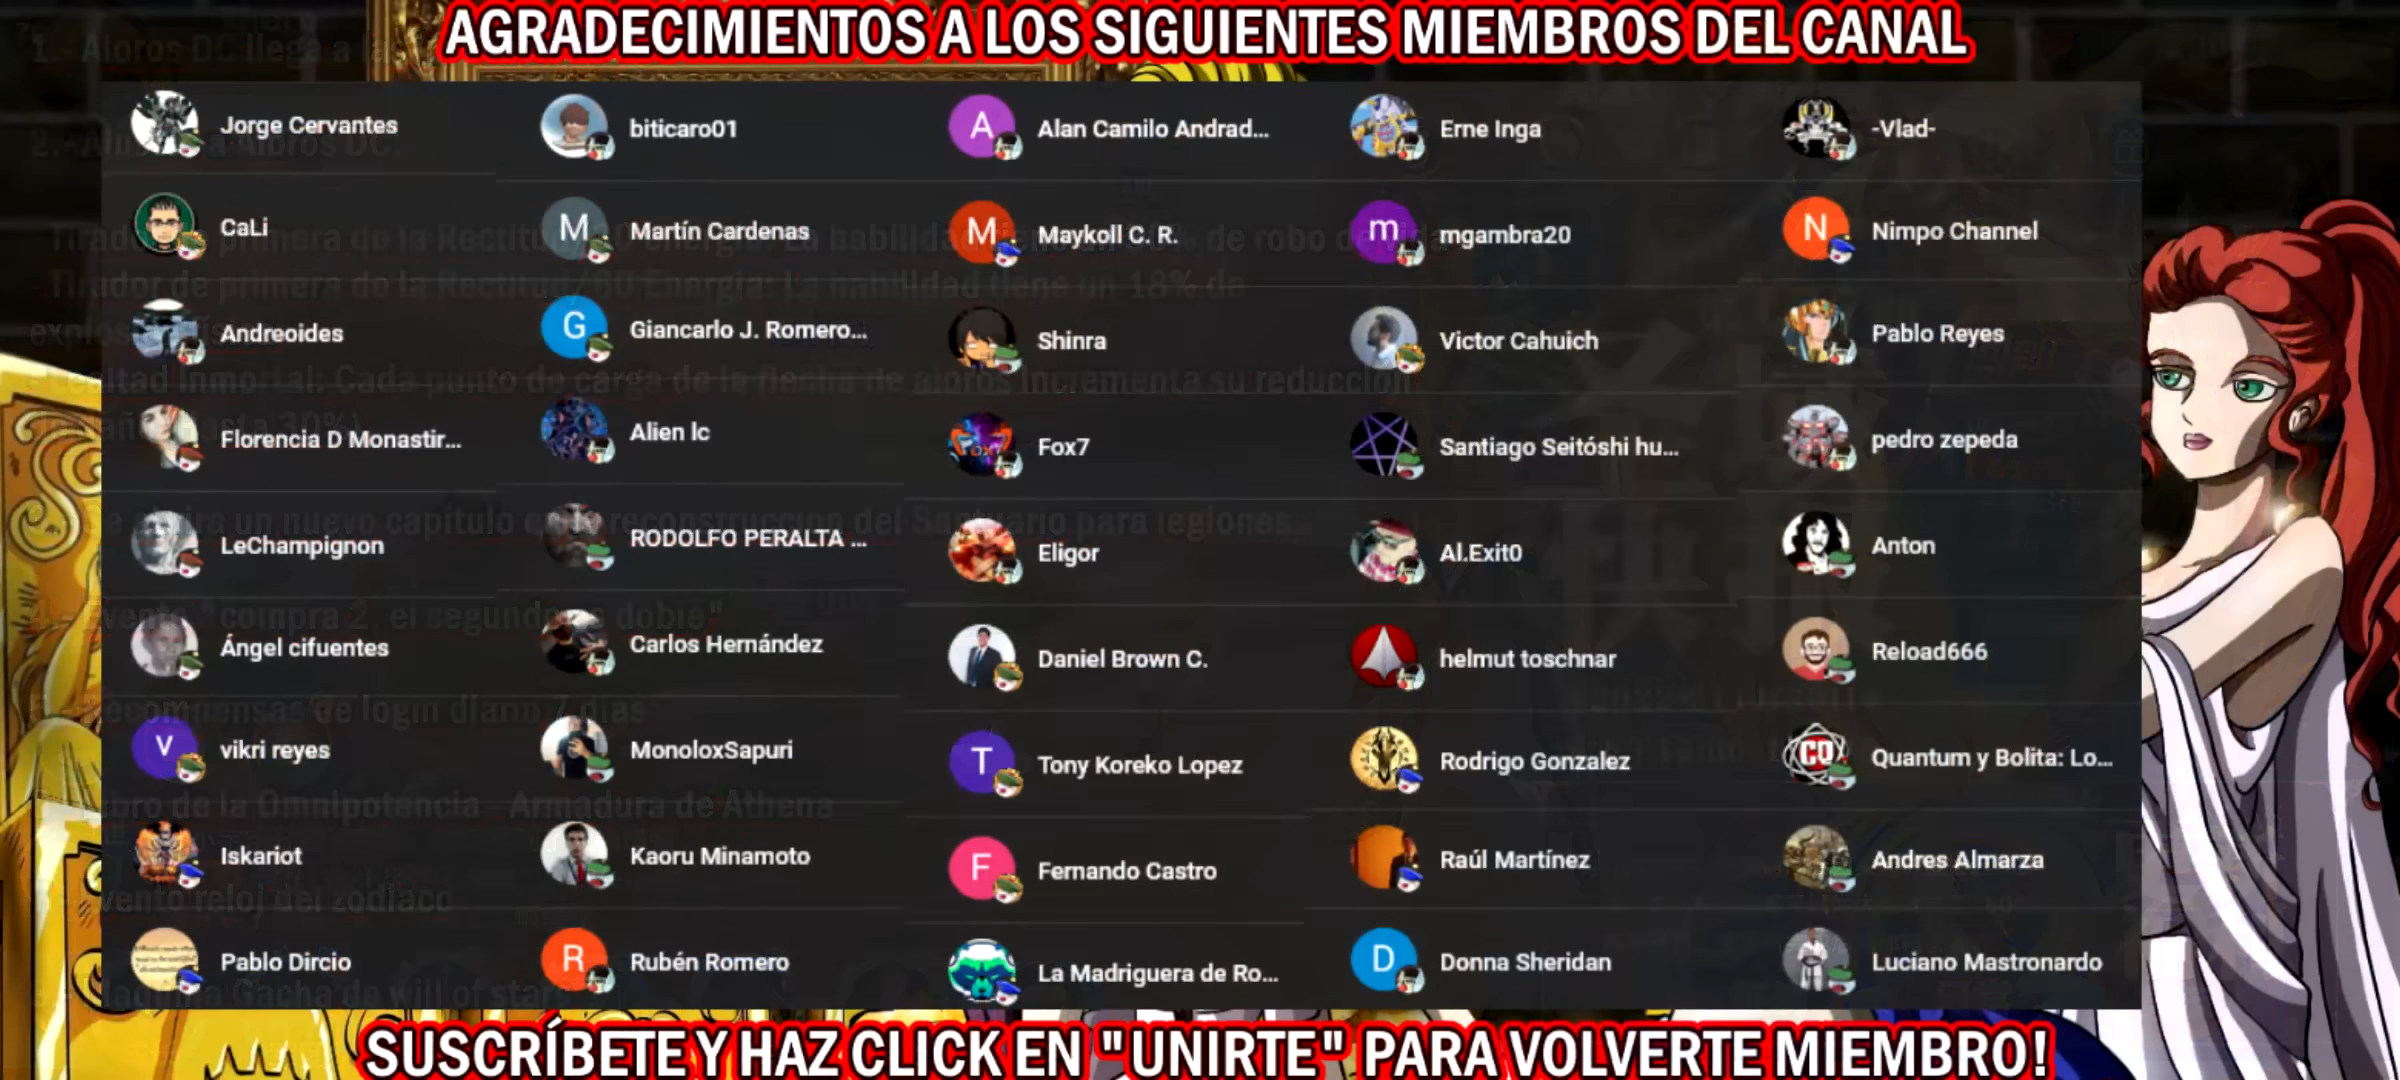 AGRADECIMIENTOS A LOS SIGUIENTES MIEMBROS DEL CANAL
Jorge Cervantes
biticaro01
A
Alan Camilo Andrad...
Erne Inga
-Vlad-
CaLi
M
Martín Cardenas
M
Maykoll C. R.
m
mgambra20
N
Nimpo Channel
Andreoides
G
Giancarlo J. Romero...
Shinra
Victor Cahuich
Pablo Reyes
Florencia D Monastir...
Alien lc
Fox7
Santiago Seitóshi hu...
pedro zepeda
LeChampignon
RODOLFO PERALTA ...
Eligor
Al.Exit0
Anton
Ángel cifuentes
Carlos Hernández
Daniel Brown C.
helmut toschnar
Reload666
v
vikri reyes
MonoloxSapuri
T
Tony Koreko Lopez
Rodrigo Gonzalez
CQ
Quantum y Bolita: Lo...
Iskariot
Kaoru Minamoto
F
Fernando Castro
Raúl Martínez
Andres Almarza
Pablo Dircio
R
Rubén Romero
La Madriguera de Ro...
D
Donna Sheridan
Luciano Mastronardo
SUSCRÍBETE Y HAZ CLICK EN "UNIRTE" PARA VOLVERTE MIEMBRO!